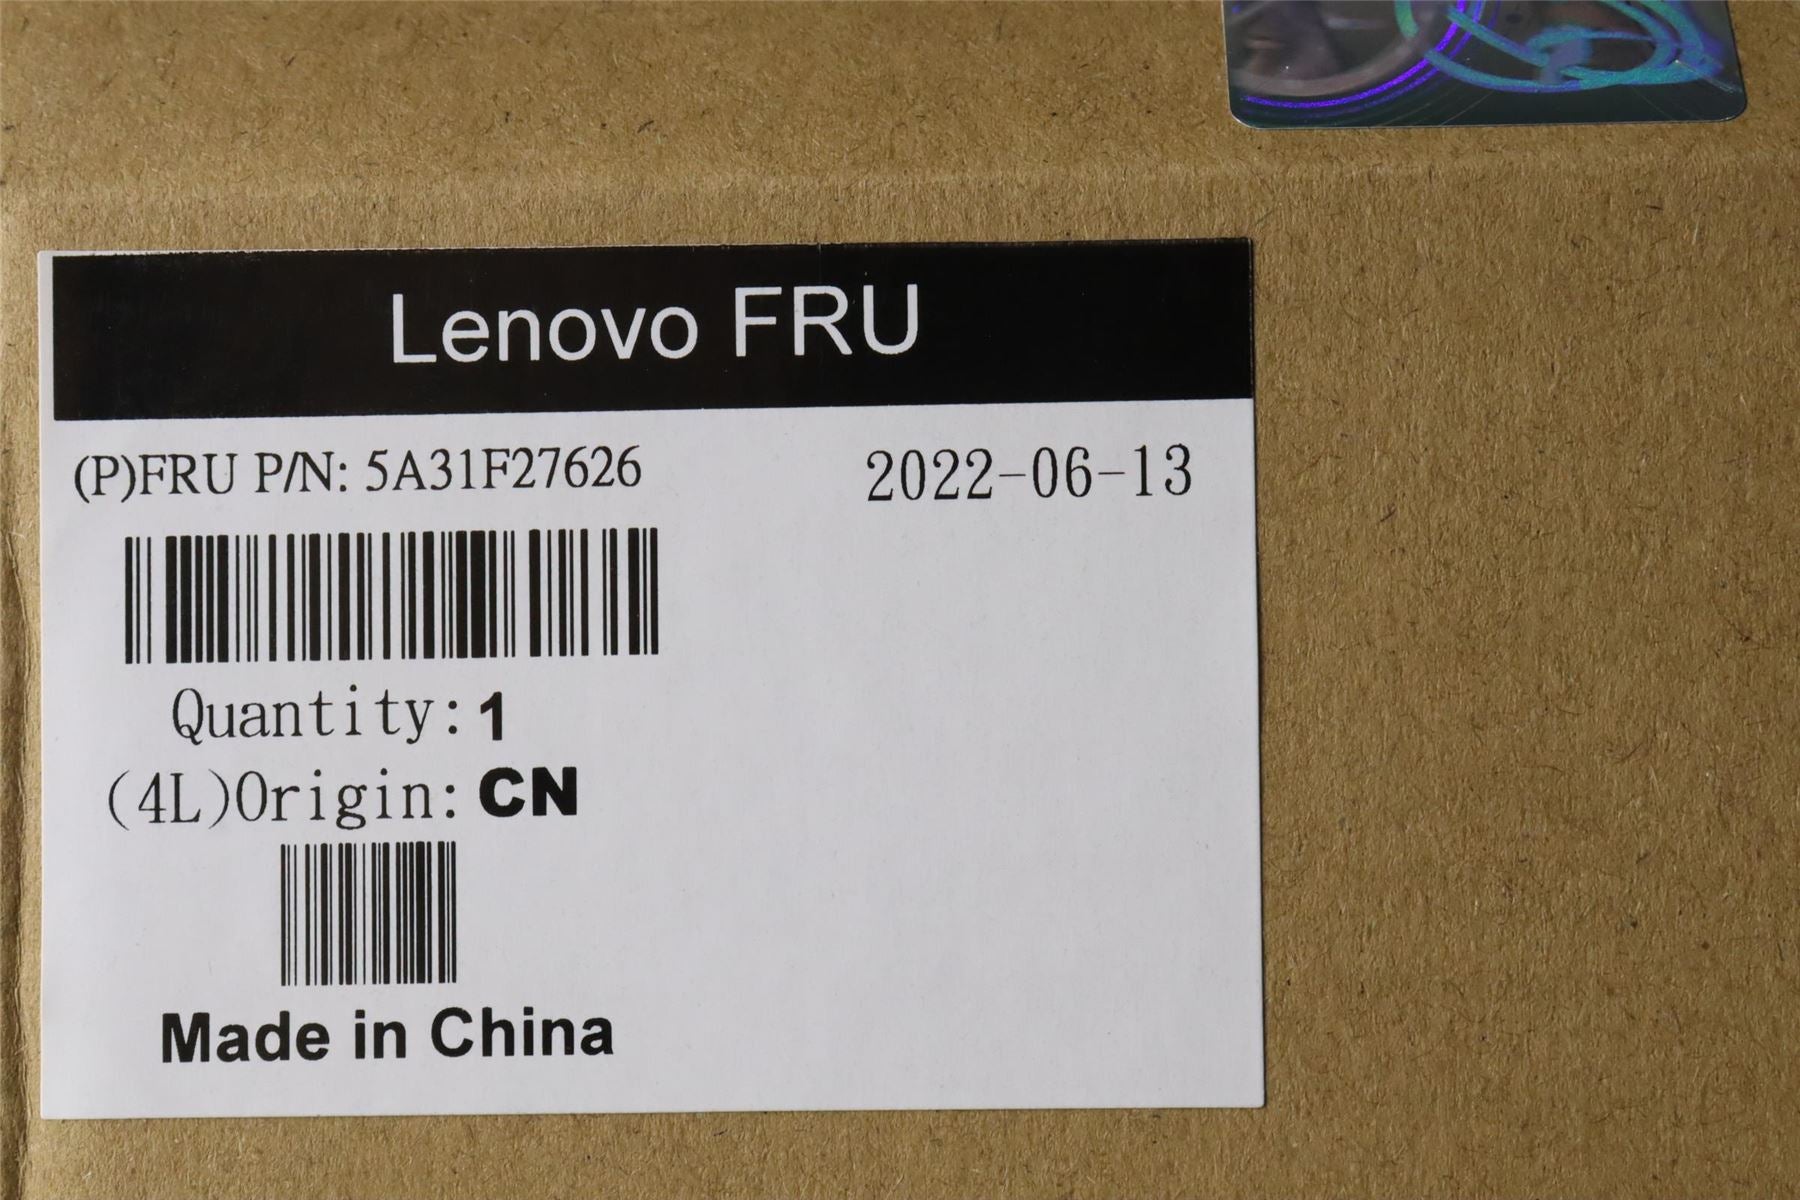 Lenovo FRU
(P)FRU P/N: 5A31F27626 2022-06-13
Quantity: 1
(4L)Origin: CN
Made in China